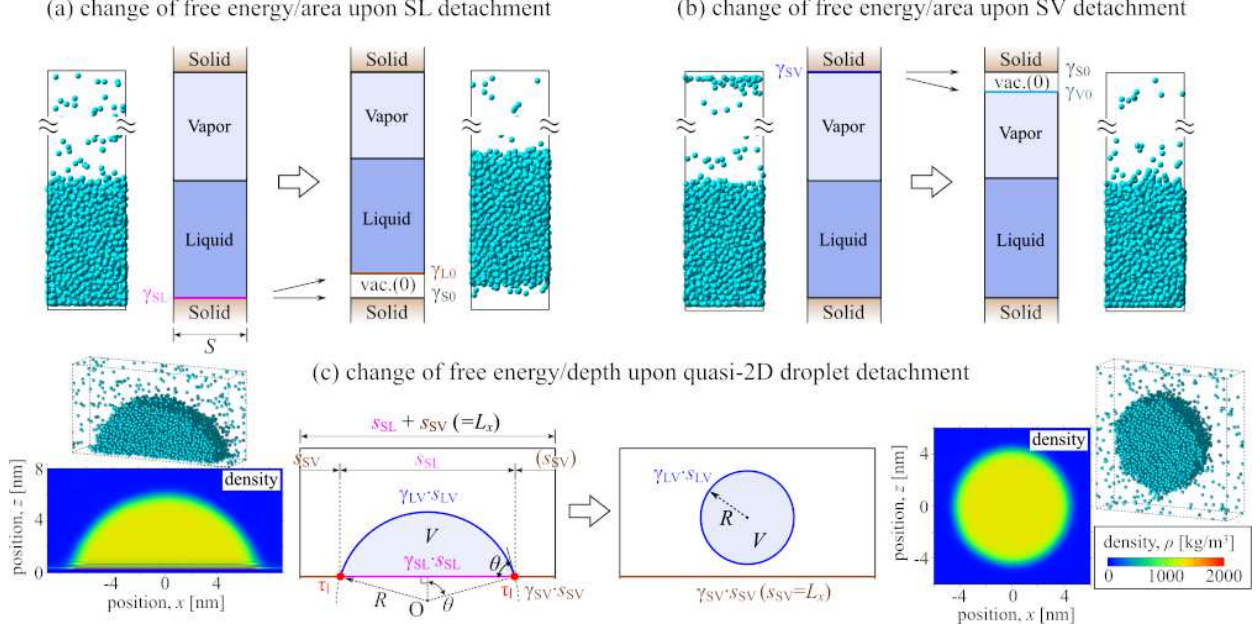 (a) change of free energy/area upon SL detachment
Solid
Vapor
Liquid
γSL
Solid
S
Solid
Vapor
Liquid
γL0
vac.(0)
γS0
Solid
(b) change of free energy/area upon SV detachment
Solid
γSV
Vapor
Liquid
Solid
Solid
γS0
vac.(0)
γV0
Vapor
Liquid
Solid
(c) change of free energy/depth upon quasi-2D droplet detachment
density
position, z [nm]
8
4
0
-4 0 4
position, x [nm]
sSL + sSV (=Lx)
sSV
sSL
(sSV)
γLV·sLV
V
γSL·sSL
θ
τl
R
O
θ
τl
γSV·sSV
γLV·sLV
R
V
γSV·sSV (sSV=Lx)
density
position, z [nm]
4
0
-4
-4 0 4
position, x [nm]
density, ρ [kg/m³]
0 1000 2000